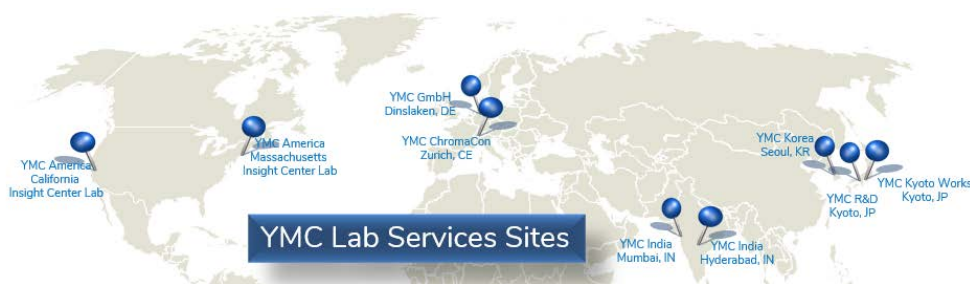 YMC America
California
Insight Center Lab
YMC America
Massachusetts
Insight Center Lab
YMC GmbH
Dinslaken, DE
YMC ChromaCon
Zurich, CE
YMC Korea
Seoul, KR
YMC R&D
Kyoto, JP
YMC Kyoto Works
Kyoto, JP
YMC India
Mumbai, IN
YMC India
Hyderabad, IN
YMC Lab Services Sites